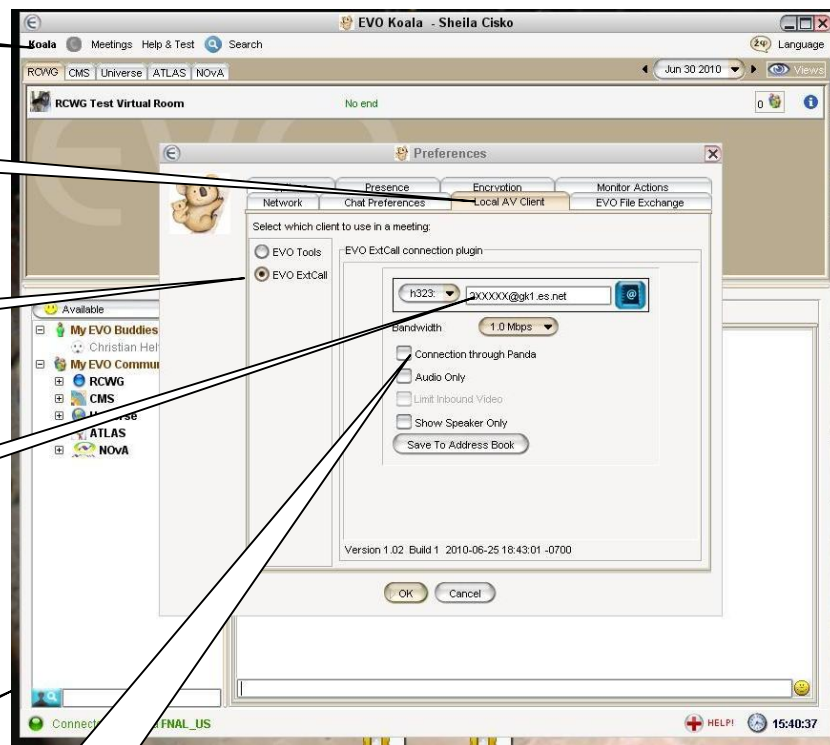 EVO Koala - Sheila Cisko
Koala Meetings Help & Test Search Language
RCWG CMS Universe ATLAS NOvA Jun 30 2010 Views
RCWG Test Virtual Room No end 0
Preferences
Presence Encryption Monitor Actions
Network Chat Preferences Local AV Client EVO File Exchange
Select which client to use in a meeting:
EVO Tools
EVO ExtCall
EVO ExtCall connection plugin
h323: XXXXX@gk1.es.net
Bandwidth 1.0 Mbps
Connection through Panda
Audio Only
Limit Inbound Video
Show Speaker Only
Save To Address Book
Version 1.02 Build 1 2010-06-25 18:43:01 -0700
OK Cancel
Available
My EVO Buddies
Christian Hel
My EVO Commu
RCWG
CMS
ATLAS
NOvA
Connec FNAL_US HELP! 15:40:37